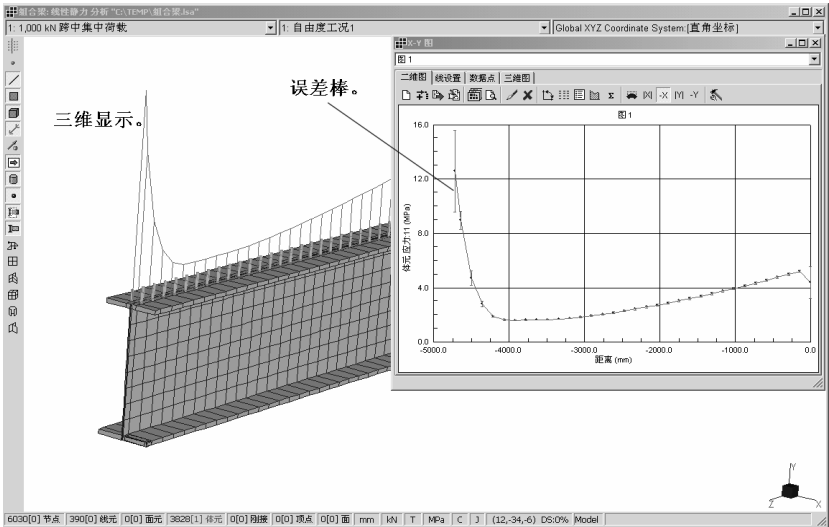 组合梁: 线性静力 分析 "C:\TEMP\组合梁.lsa"
1: 1,000 kN 跨中集中荷载
1: 自由度工况1
Global XYZ Coordinate System:[直角坐标]
X-Y 图
图 1
二维图 线设置 数据点 三维图
Σ |X| -X |Y| -Y
误差棒。
三维显示。
图 1
16.0
12.0
8.0
4.0
0.0
体元 应力:11 (MPa)
-5000.0 -4000.0 -3000.0 -2000.0 -1000.0 0.0
距离 (mm)
Y
Z X
6030[0] 节点 390[0] 线元 0[0] 面元 3828[1] 体元 0[0] 刚接 0[0] 顶点 0[0] 面 mm kN T MPa C J (12,-34,-6) DS:0% Model